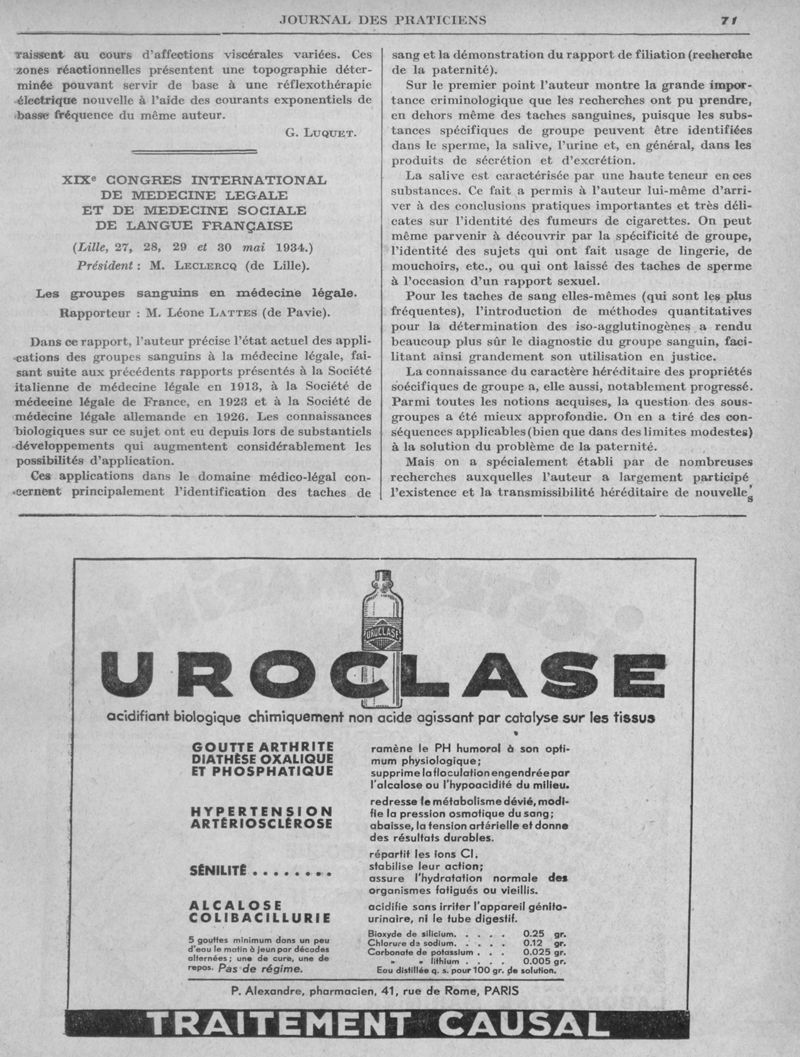 JOURNAL DES PRATICIENS 71
raissent au cours d'affections viscérales variées. Ces
zones réactionnelles présentent une topographie déter-
minée pouvant servir de base à une réflexothérapie
électrique nouvelle à l'aide des courants exponentiels de
basse fréquence du même auteur.
G. LUQUET.
XIXe CONGRES INTERNATIONAL
DE MEDECINE LEGALE
ET DE MEDECINE SOCIALE
DE LANGUE FRANÇAISE
(Lille, 27, 28, 29 et 30 mai 1934.)
Président : M. LECLERCQ (de Lille).
Les groupes sanguins en médecine légale.
Rapporteur : M. Léone LATTES (de Pavie).
Dans ce rapport, l'auteur précise l'état actuel des appli-
cations des groupes sanguins à la médecine légale, fai-
sant suite aux précédents rapports présentés à la Société
italienne de médecine légale en 1913, à la Société de
médecine légale de France, en 1923 et à la Société de
médecine légale allemande en 1926. Les connaissances
biologiques sur ce sujet ont eu depuis lors de substantiels
développements qui augmentent considérablement les
possibilités d'application.
Ces applications dans le domaine médico-légal con-
cernent principalement l'identification des taches de
sang et la démonstration du rapport de filiation (recherche
de la paternité).
Sur le premier point l'auteur montre la grande impor-
tance criminologique que les recherches ont pu prendre,
en dehors même des taches sanguines, puisque les subs-
tances spécifiques de groupe peuvent être identifiées
dans le sperme, la salive, l'urine et, en général, dans les
produits de sécrétion et d'excrétion.
La salive est caractérisée par une haute teneur en ces
substances. Ce fait a permis à l'auteur lui-même d'arri-
ver à des conclusions pratiques importantes et très déli-
cates sur l'identité des fumeurs de cigarettes. On peut
même parvenir à découvrir par la spécificité de groupe,
l'identité des sujets qui ont fait usage de lingerie, de
mouchoirs, etc., ou qui ont laissé des taches de sperme
à l'occasion d'un rapport sexuel.
Pour les taches de sang elles-mêmes (qui sont les plus
fréquentes), l'introduction de méthodes quantitatives
pour la détermination des iso-agglutinogènes a rendu
beaucoup plus sûr le diagnostic du groupe sanguin, faci-
litant ainsi grandement son utilisation en justice.
La connaissance du caractère héréditaire des propriétés
spécifiques de groupe a, elle aussi, notablement progressé.
Parmi toutes les notions acquises, la question des sous-
groupes a été mieux approfondie. On en a tiré des con-
séquences applicables (bien que dans des limites modestes)
à la solution du problème de la paternité.
Mais on a spécialement établi par de nombreuses
recherches auxquelles l'auteur a largement participé,
l'existence et la transmissibilité héréditaire de nouvelles
UROCLASE
UROCLASE
acidifiant biologique chimiquement non acide agissant par catalyse sur les tissus
GOUTTE ARTHRITE
DIATHÈSE OXALIQUE
ET PHOSPHATIQUE
ramène le PH humoral à son opti-
mum physiologique;
supprime la floculation engendrée par
l'alcalose ou l'hypoacidité du milieu.
HYPERTENSION
ARTÉRIOSCLÉROSE
redresse le métabolisme dévié, modi-
fie la pression osmotique du sang;
abaisse, la tension artérielle et donne
des résultats durables.
SÉNILITÉ ........
répartit les ions Cl,
stabilise leur action;
assure l'hydratation normale des
organismes fatigués ou vieillis.
ALCALOSE
COLIBACILLURIE
acidifie sans irriter l'appareil génito-
urinaire, ni le tube digestif.
5 gouttes minimum dans un peu
d'eau le matin à jeun par décades
alternées; une de cure, une de
repos. Pas de régime.
Bioxyde de silicium. . . . . 0.25 gr.
Chlorure de sodium. . . . . 0.12 gr.
Carbonate de potassium . . . 0.025 gr.
» » lithium . . . . 0.005 gr.
Eau distillée q. s. pour 100 gr. de solution.
P. Alexandre, pharmacien, 41, rue de Rome, PARIS
TRAITEMENT CAUSAL